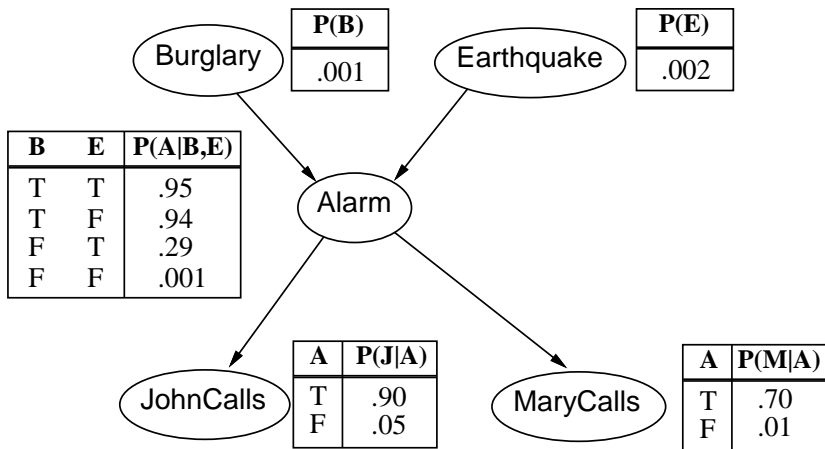 Burglary
P(B)
.001
Earthquake
P(E)
.002
B E P(A|B,E)
T T .95
T F .94
F T .29
F F .001
Alarm
JohnCalls
A P(J|A)
T .90
F .05
MaryCalls
A P(M|A)
T .70
F .01